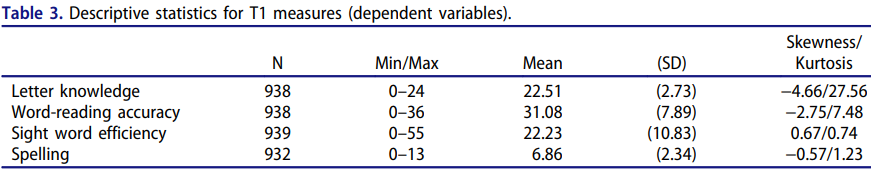 Table 3. Descriptive statistics for T1 measures (dependent variables).
Skewness/
N Min/Max Mean (SD) Kurtosis
Letter knowledge 938 0–24 22.51 (2.73) −4.66/27.56
Word-reading accuracy 938 0–36 31.08 (7.89) −2.75/7.48
Sight word efficiency 939 0–55 22.23 (10.83) 0.67/0.74
Spelling 932 0–13 6.86 (2.34) −0.57/1.23